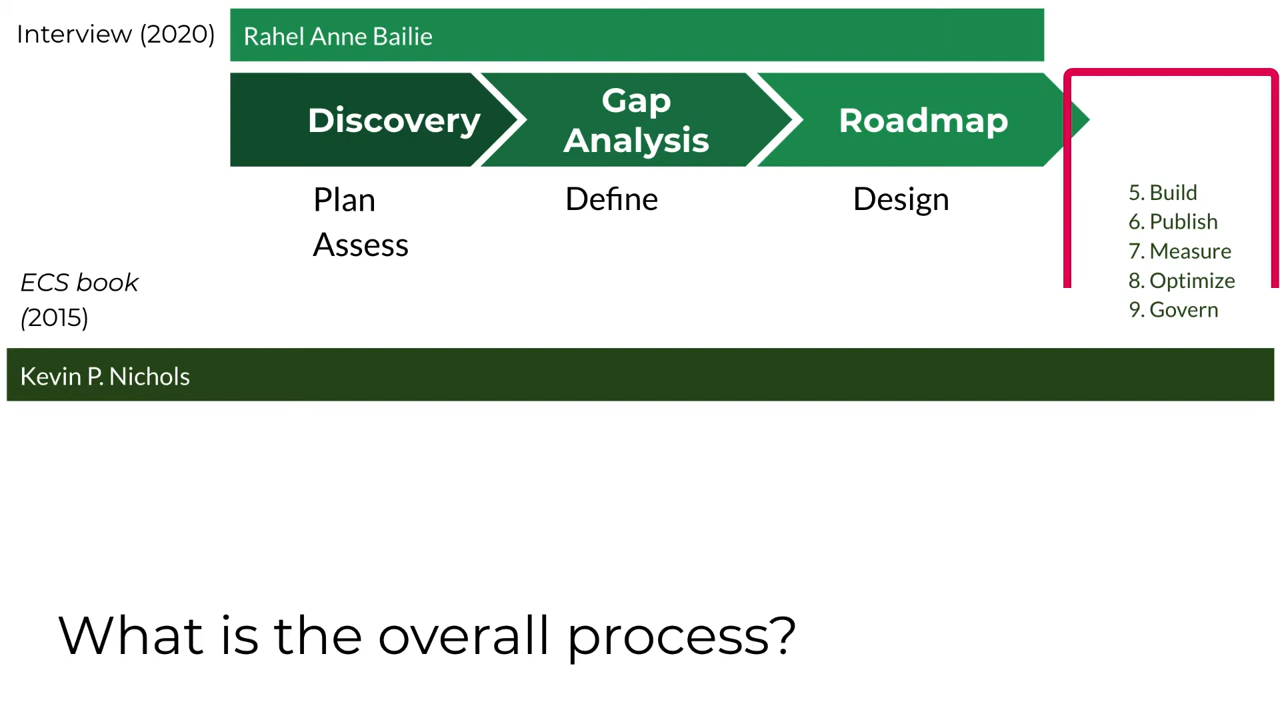 Interview (2020)
Rahel Anne Bailie
Discovery
Gap
Analysis
Roadmap
Plan
Assess
Define
Design
5. Build
6. Publish
7. Measure
8. Optimize
9. Govern
ECS book
(2015)
Kevin P. Nichols
What is the overall process?